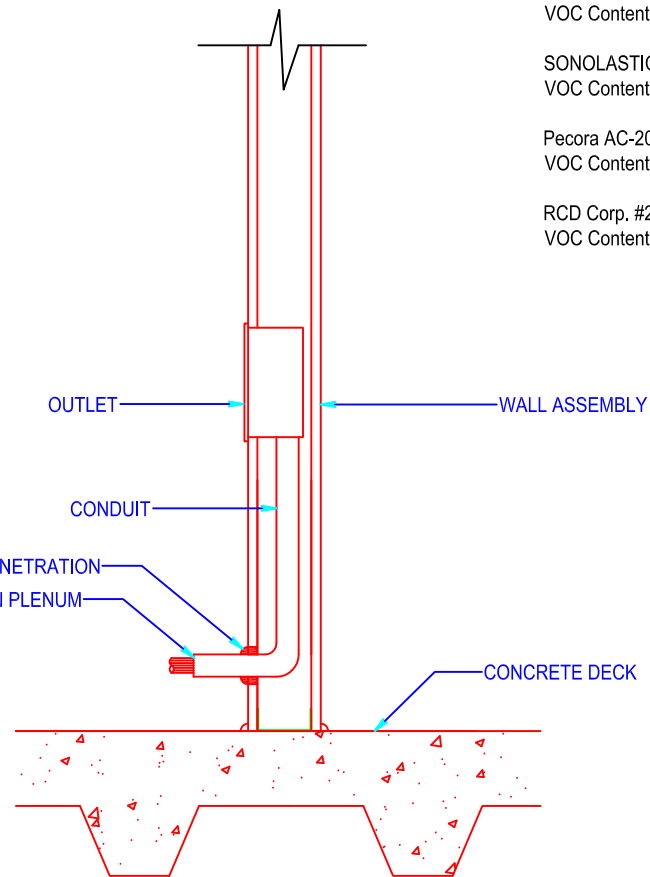 VOC Content
SONOLASTIC
VOC Content
Pecora AC-20
VOC Content
RCD Corp. #2
VOC Content
OUTLET
WALL ASSEMBLY
CONDUIT
NETRATION
N PLENUM
CONCRETE DECK